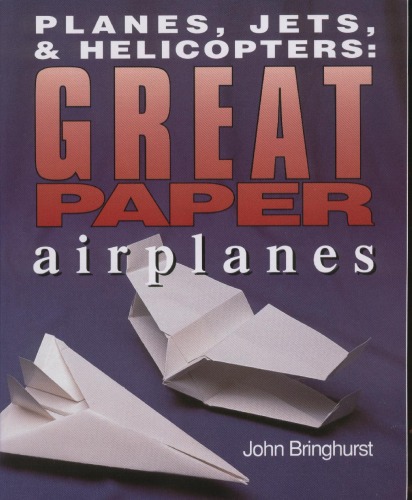 PLANES, JETS,
& HELICOPTERS:
GREAT
PAPER
airplanes
John Bringhurst